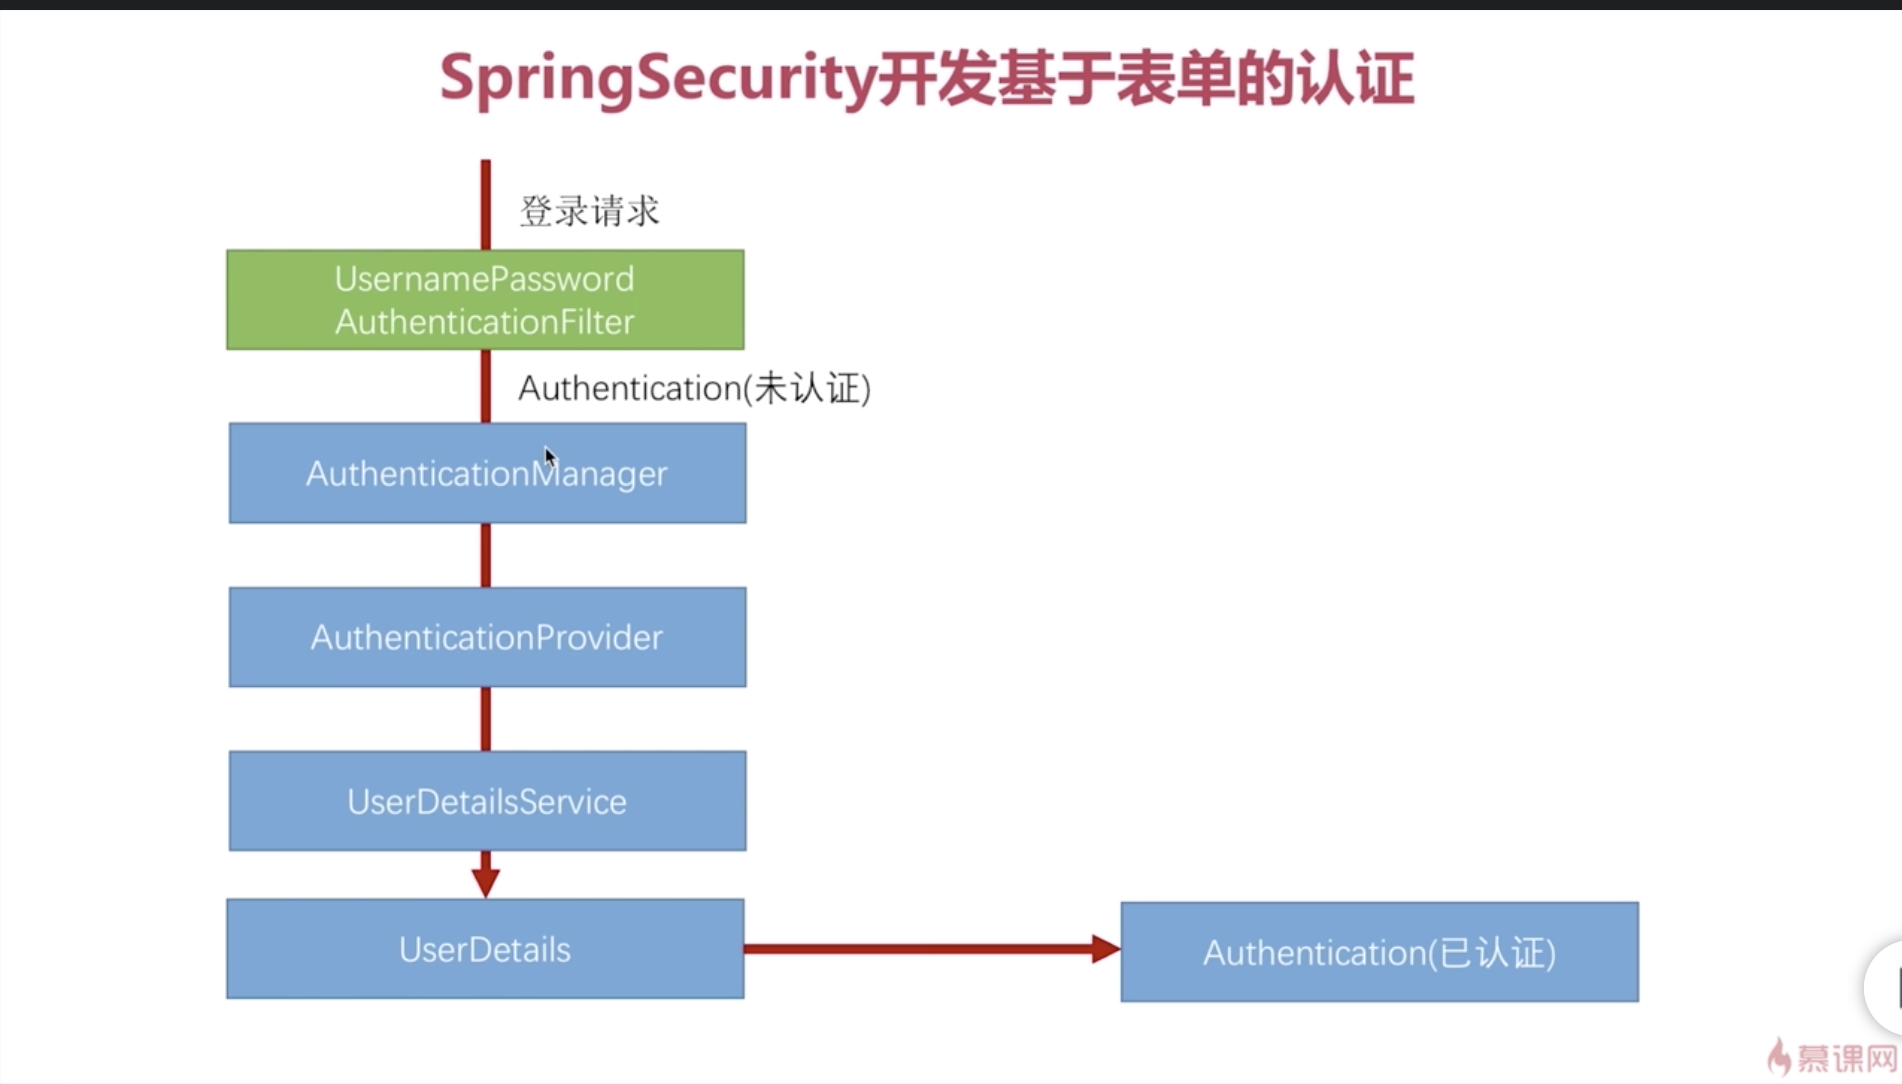 SpringSecurity开发基于表单的认证
登录请求
UsernamePassword
AuthenticationFilter
Authentication(未认证)
AuthenticationManager
AuthenticationProvider
UserDetailsService
UserDetails
Authentication(已认证)
慕课网